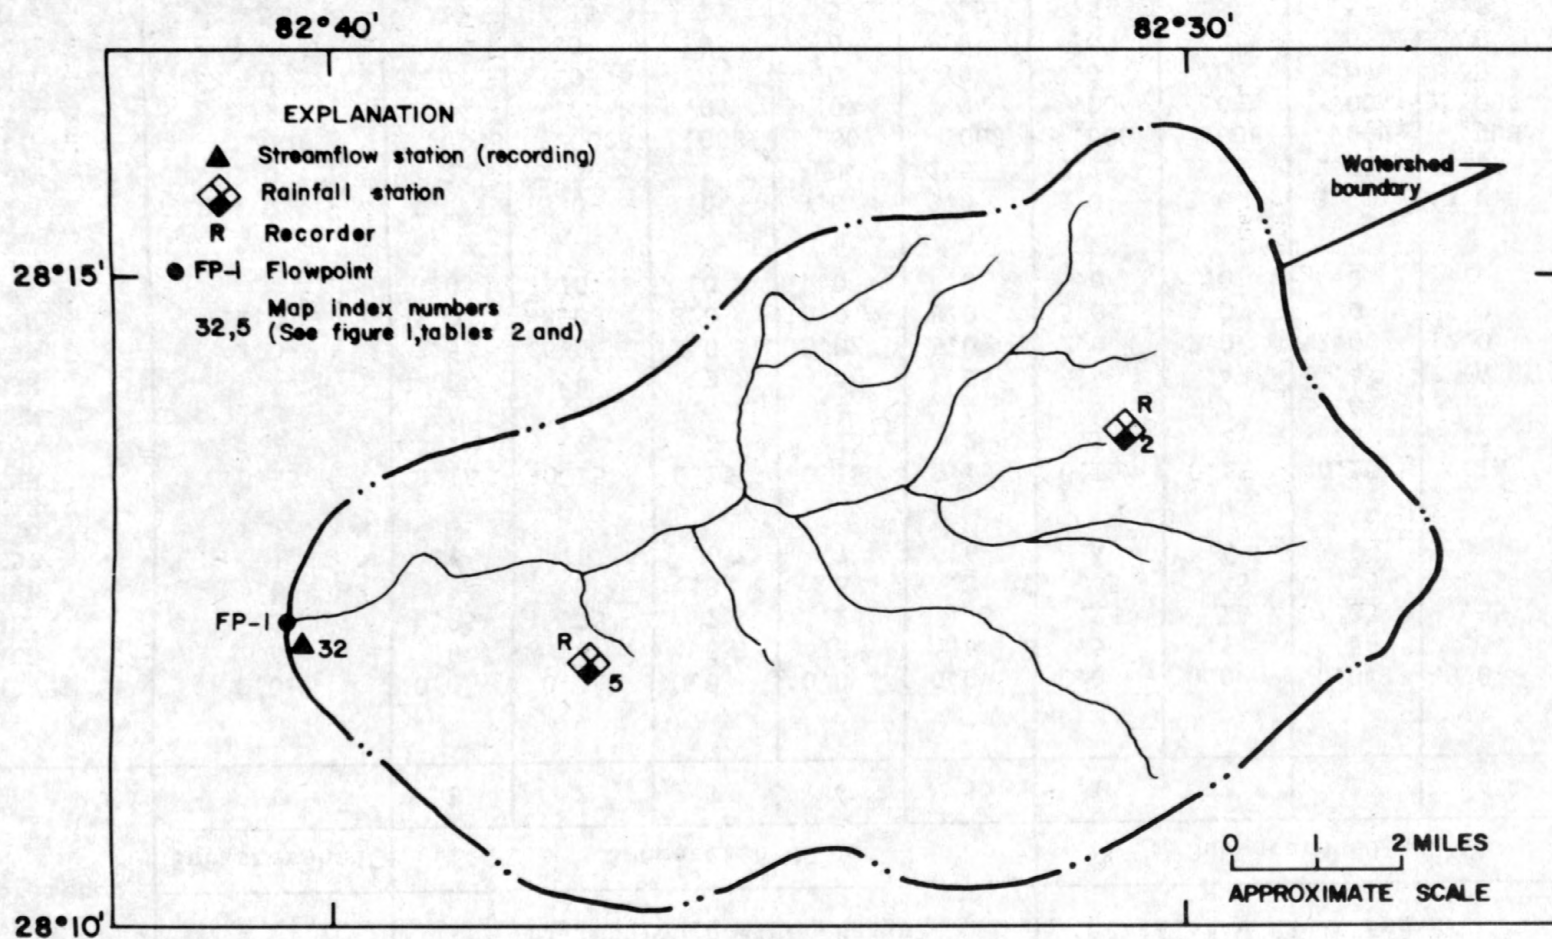 82°40'
82°30'
EXPLANATION
Streamflow station (recording)
Rainfall station
R Recorder
FP-1 Flowpoint
Map index numbers
32,5 (See figure 1, tables 2 and)
Watershed
boundary
28°15'
R
2
FP-1
32
R
5
0 1 2 MILES
APPROXIMATE SCALE
28°10'